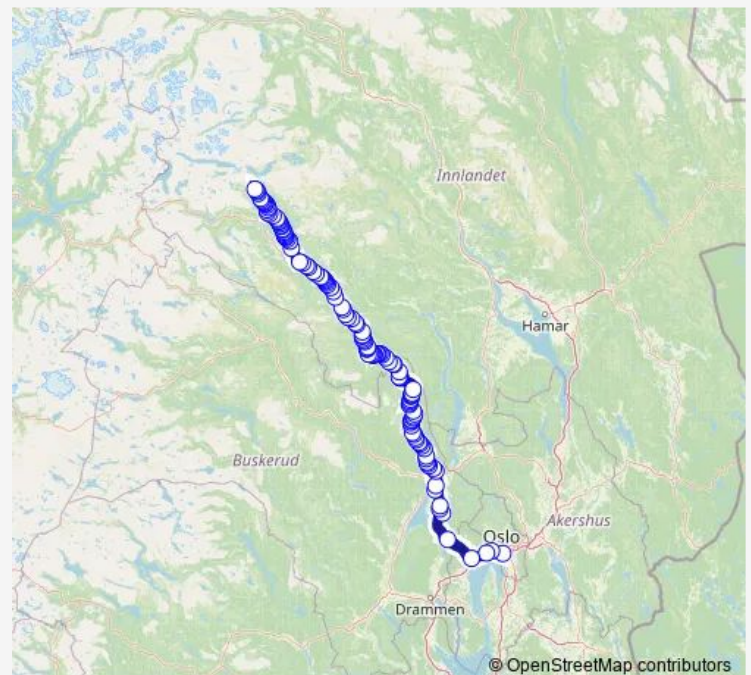 Innlandet
Hamar
Buskerud
Akershus
Oslo
Drammen
© OpenStreetMap contributors